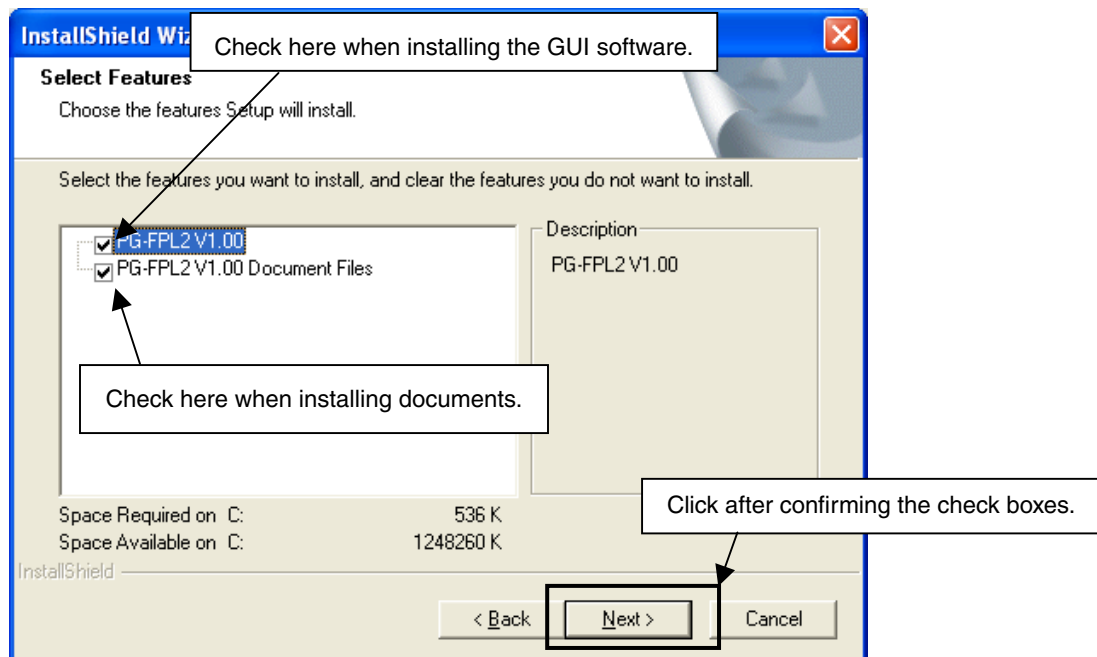 InstallShield Wiz
Check here when installing the GUI software.
Select Features
Choose the features Setup will install.
Select the features you want to install, and clear the features you do not want to install.
PG-FPL2 V1.00
PG-FPL2 V1.00 Document Files
Description
PG-FPL2 V1.00
Check here when installing documents.
Click after confirming the check boxes.
Space Required on C: 536 K
Space Available on C: 1248260 K
InstallShield
< Back Next > Cancel